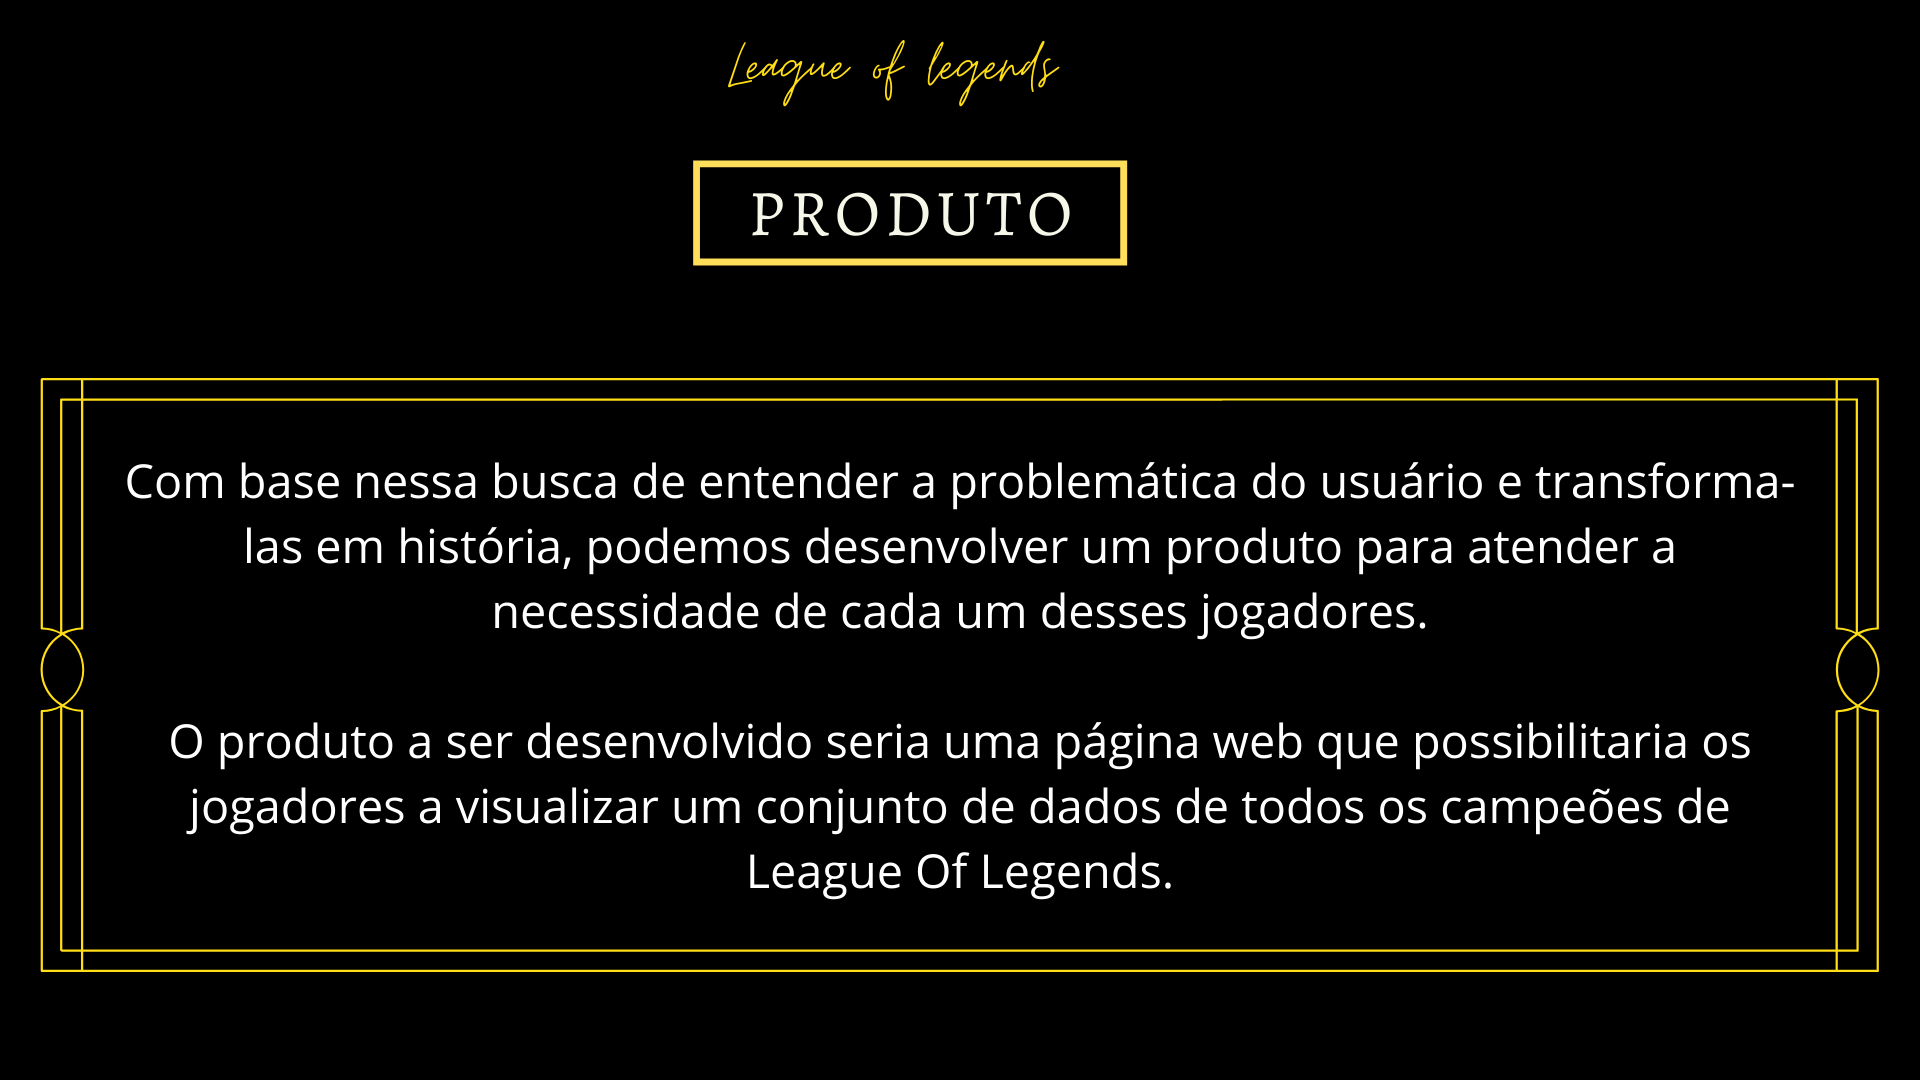 League of legends
PRODUTO
Com base nessa busca de entender a problemática do usuário e transforma-
las em história, podemos desenvolver um produto para atender a
necessidade de cada um desses jogadores.
O produto a ser desenvolvido seria uma página web que possibilitaria os
jogadores a visualizar um conjunto de dados de todos os campeões de
League Of Legends.